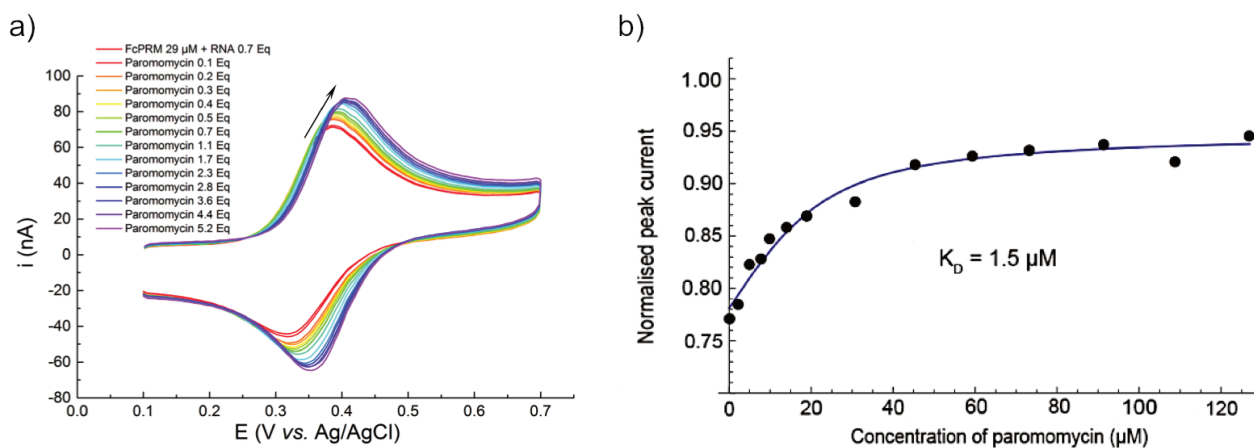 a)
FcPRM 29 µM + RNA 0.7 Eq
Paromomycin 0.1 Eq
Paromomycin 0.2 Eq
Paromomycin 0.3 Eq
Paromomycin 0.4 Eq
Paromomycin 0.5 Eq
Paromomycin 0.7 Eq
Paromomycin 1.1 Eq
Paromomycin 1.7 Eq
Paromomycin 2.3 Eq
Paromomycin 2.8 Eq
Paromomycin 3.6 Eq
Paromomycin 4.4 Eq
Paromomycin 5.2 Eq
100
80
60
40
20
0
-20
-40
-60
-80
i (nA)
0.0 0.1 0.2 0.3 0.4 0.5 0.6 0.7
E (V vs. Ag/AgCl)
b)
1.00
0.95
0.90
0.85
0.80
0.75
Normalised peak current
K_D = 1.5 µM
0 20 40 60 80 100 120
Concentration of paromomycin (µM)